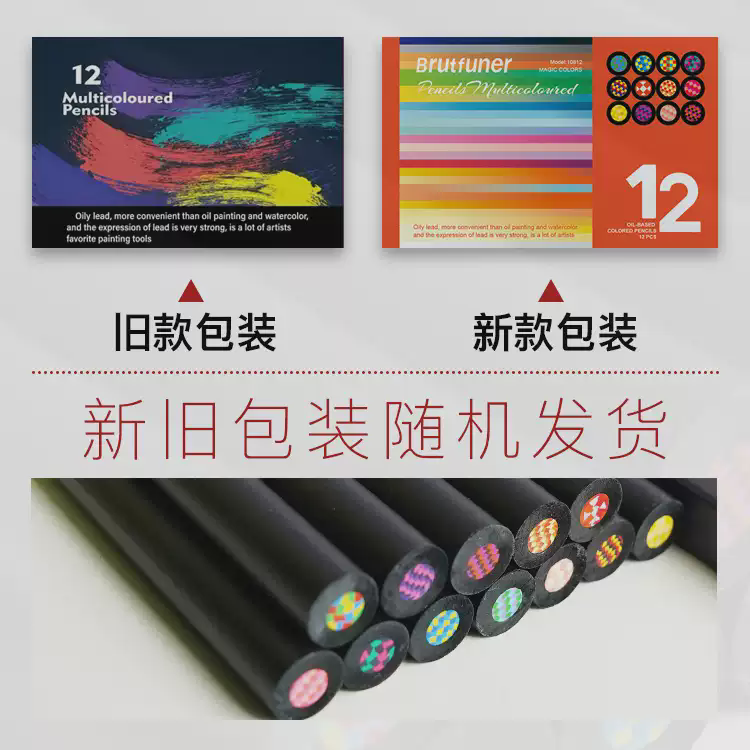 12
Multicoloured
Pencils
Oily lead, more convenient than oil painting and watercolor,
and the expression of lead is very strong, is a lot of artists
favorite painting tools
Brutfuner
Model:10812
MAGIC COLORS
Pencils Multicoloured
12
OIL-BASED
COLORED PENCILS
12 PCS
Oily lead, more convenient than oil painting and watercolor
and the expression of lead is very strong, is a lot of artists
旧款包装
新款包装
新旧包装随机发货